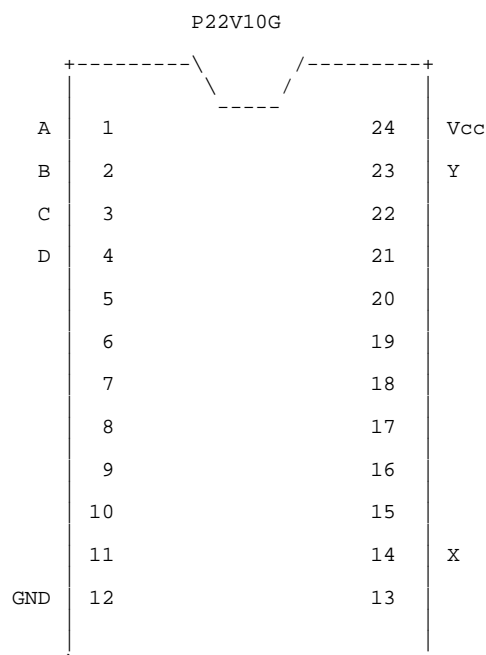 P22V10G
+---------\ /---------+
| \ / |
| ----- |
A | 1 24 | Vcc
B | 2 23 | Y
C | 3 22 |
D | 4 21 |
| 5 20 |
| 6 19 |
| 7 18 |
| 8 17 |
| 9 16 |
| 10 15 |
| 11 14 | X
GND | 12 13 |